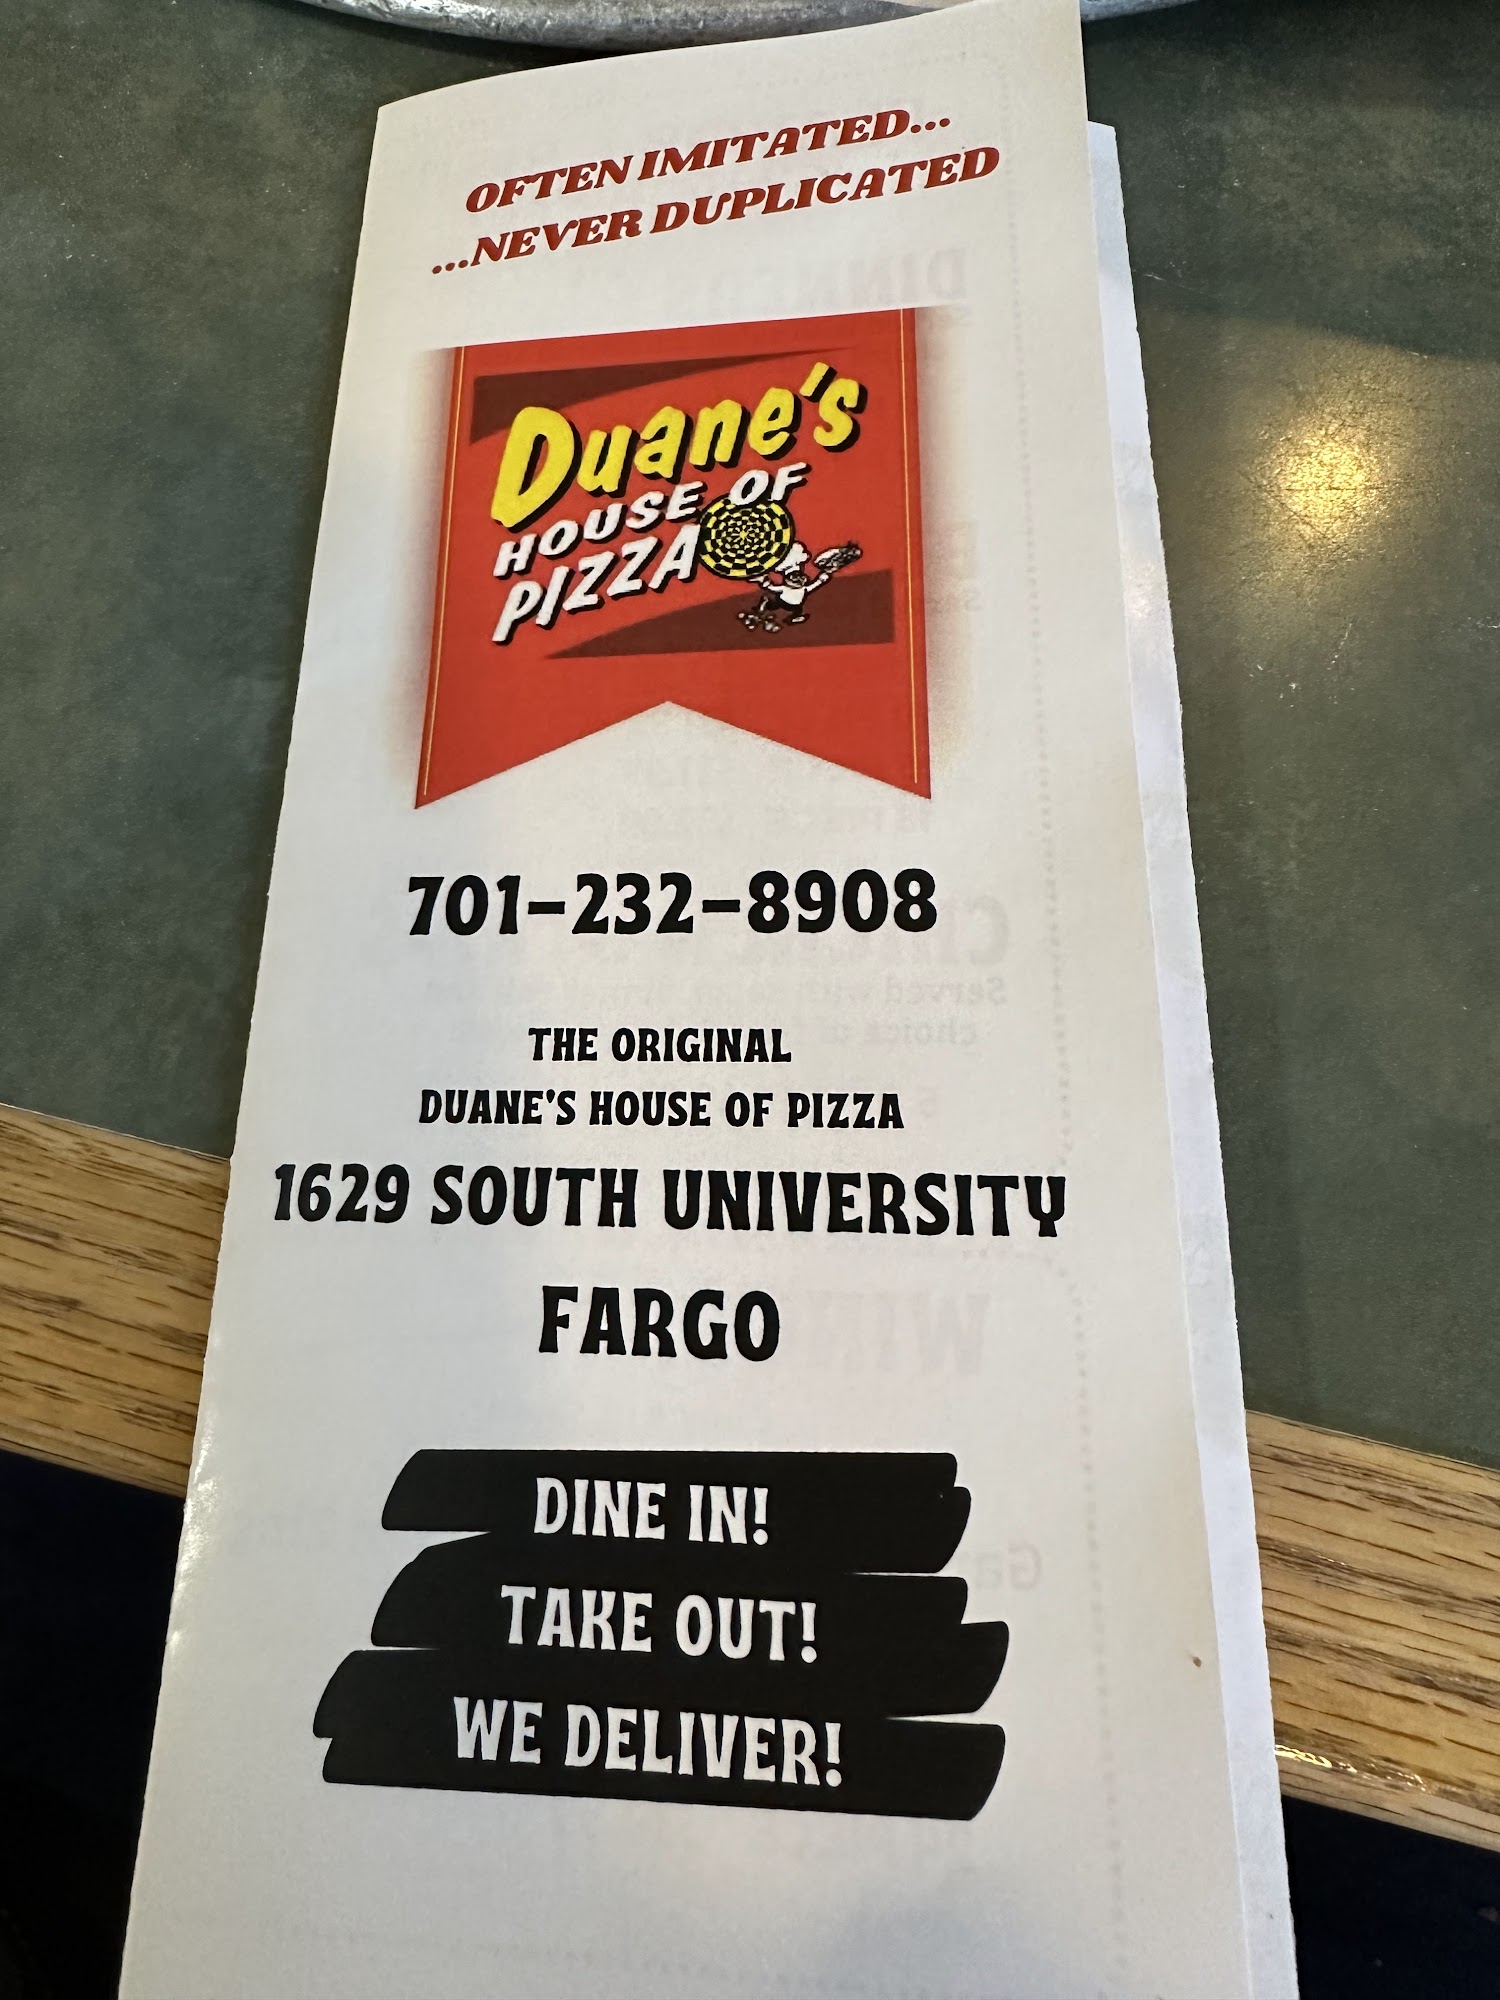 OFTEN IMITATED...
...NEVER DUPLICATED
Duane's
HOUSE OF
PIZZA
701-232-8908
THE ORIGINAL
DUANE'S HOUSE OF PIZZA
1629 SOUTH UNIVERSITY
FARGO
DINE IN!
TAKE OUT!
WE DELIVER!